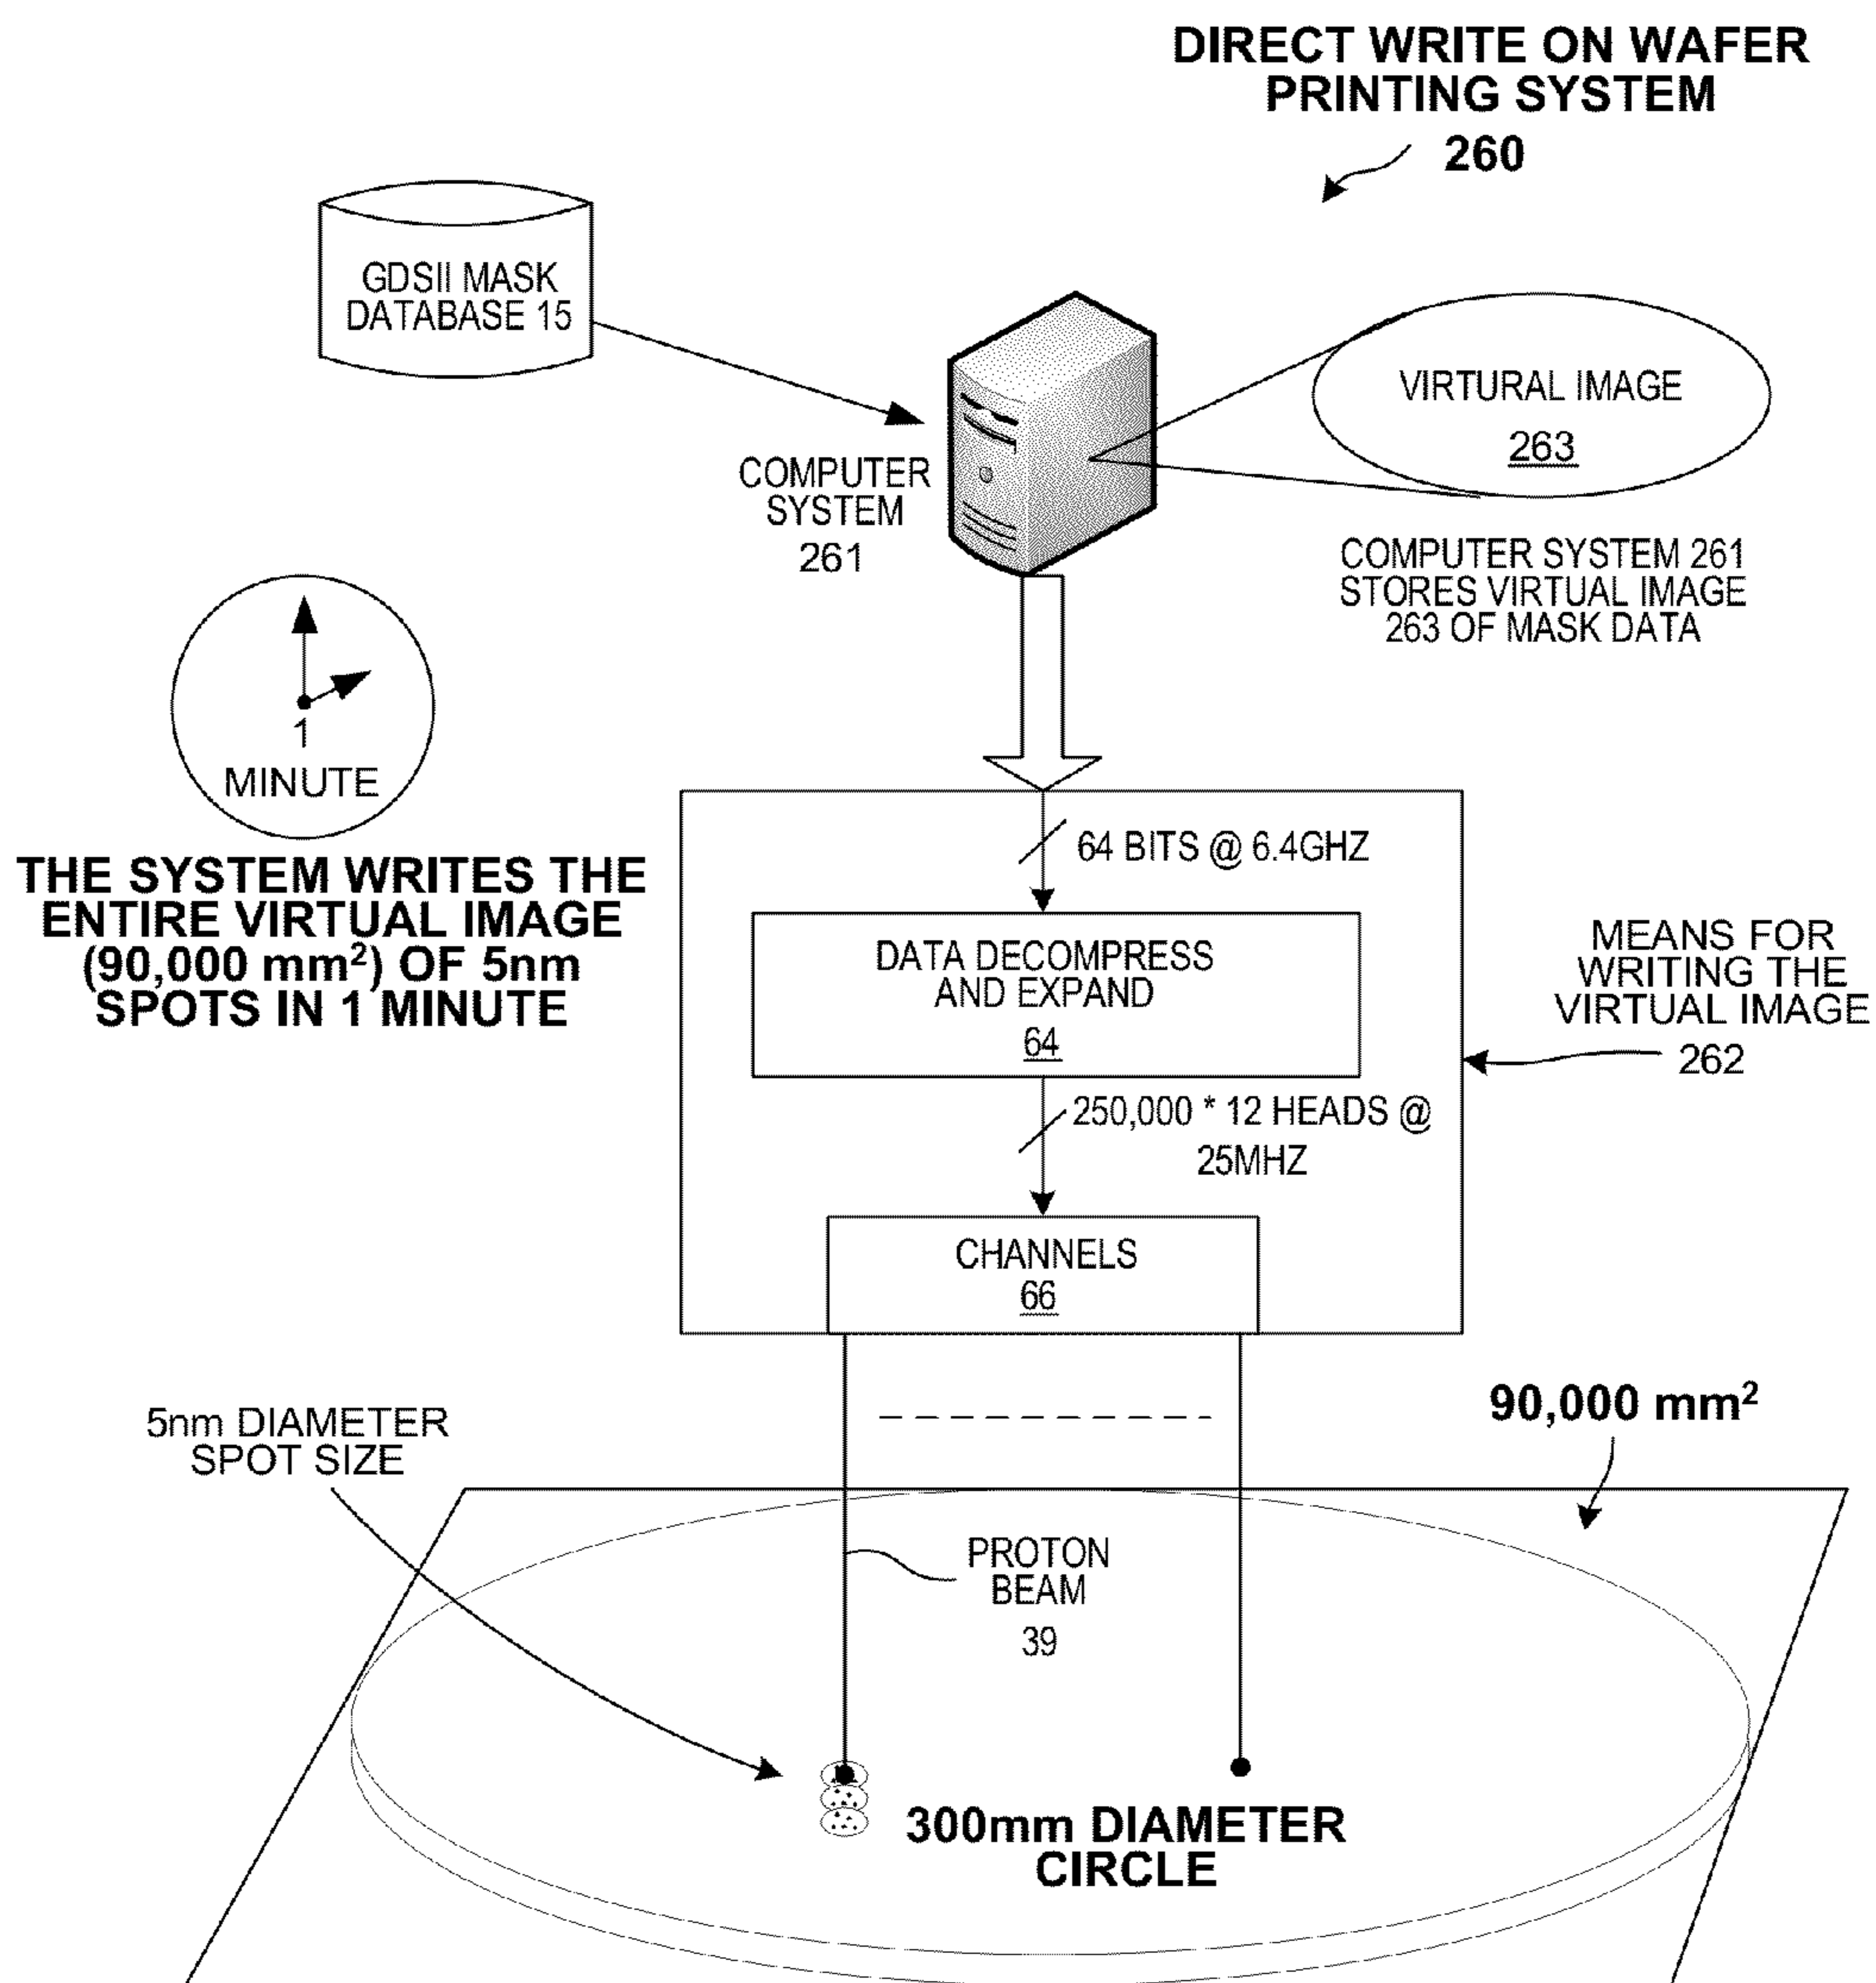 DIRECT WRITE ON WAFER
PRINTING SYSTEM
260
GDSII MASK
DATABASE 15
VIRTURAL IMAGE
263
COMPUTER
SYSTEM
261
COMPUTER SYSTEM 261
STORES VIRTUAL IMAGE
263 OF MASK DATA
1
MINUTE
THE SYSTEM WRITES THE
ENTIRE VIRTUAL IMAGE
(90,000 mm²) OF 5nm
SPOTS IN 1 MINUTE
64 BITS @ 6.4GHZ
DATA DECOMPRESS
AND EXPAND
64
MEANS FOR
WRITING THE
VIRTUAL IMAGE
262
250,000 * 12 HEADS @
25MHZ
CHANNELS
66
5nm DIAMETER
SPOT SIZE
90,000 mm²
PROTON
BEAM
39
300mm DIAMETER
CIRCLE